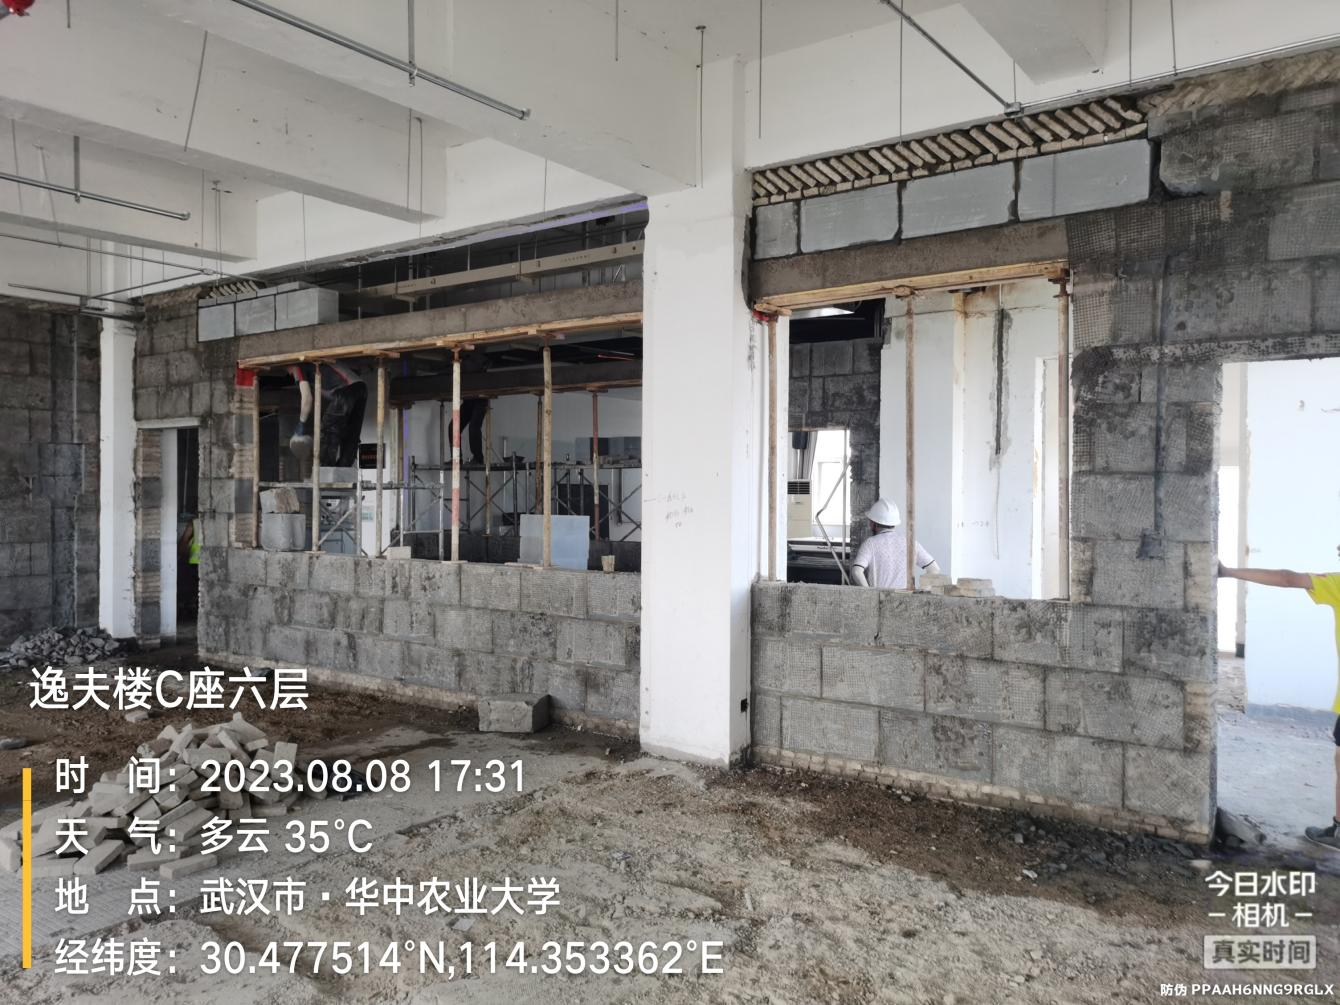 逸夫楼C座六层
时 间：2023.08.08 17:31
天 气：多云 35°C
地 点：武汉市·华中农业大学
经纬度：30.477514°N,114.353362°E
今日水印
-相机-
真实时间
防伪 PPAAH6NNG9RGLX